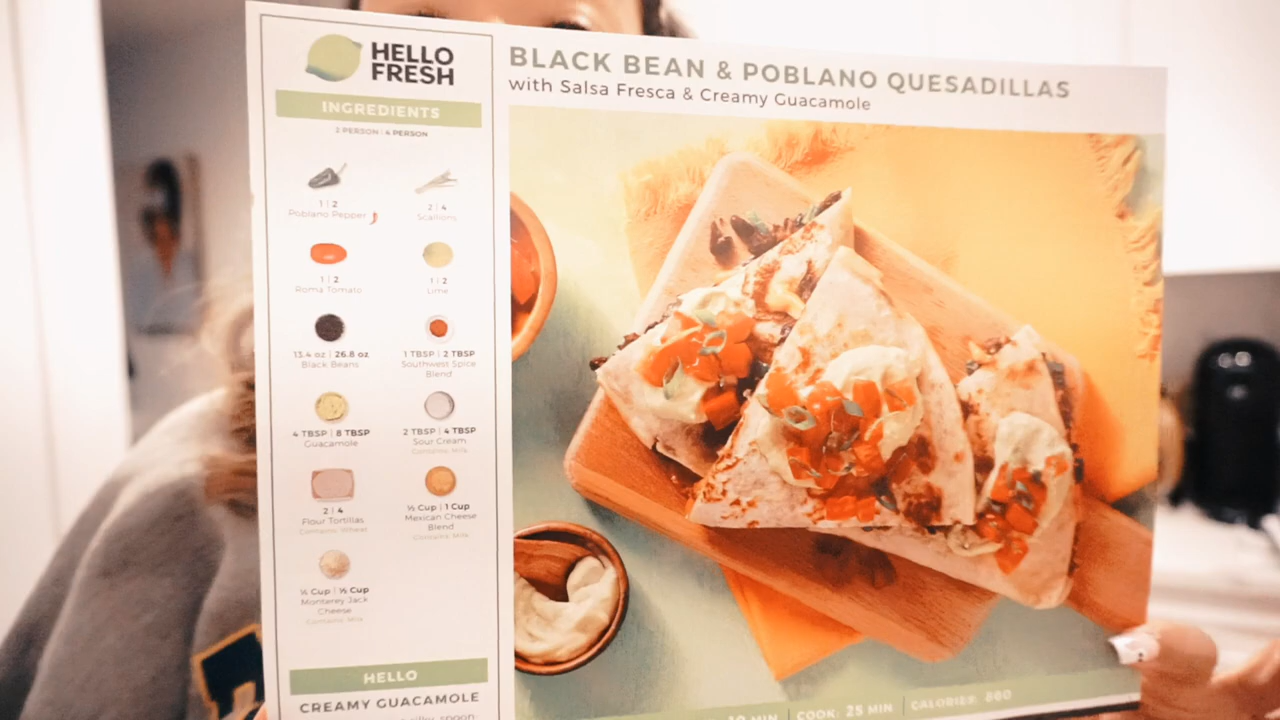 HELLO
FRESH
INGREDIENTS
2 PERSON | 4 PERSON
1 | 2
Poblano Pepper
2 | 4
Scallions
1 | 2
Roma Tomato
1 | 2
Lime
13.4 oz | 26.8 oz
Black Beans
1 TBSP | 2 TBSP
Southwest Spice
Blend
4 TBSP | 8 TBSP
Guacamole
2 TBSP | 4 TBSP
Sour Cream
Contains: Milk
2 | 4
Flour Tortillas
Contains: Wheat
½ Cup | 1 Cup
Mexican Cheese
Blend
Contains: Milk
¼ Cup | ½ Cup
Monterey Jack
Cheese
Contains: Milk
HELLO
CREAMY GUACAMOLE
BLACK BEAN & POBLANO QUESADILLAS
with Salsa Fresca & Creamy Guacamole
10 MIN
COOK: 25 MIN
CALORIES: 860